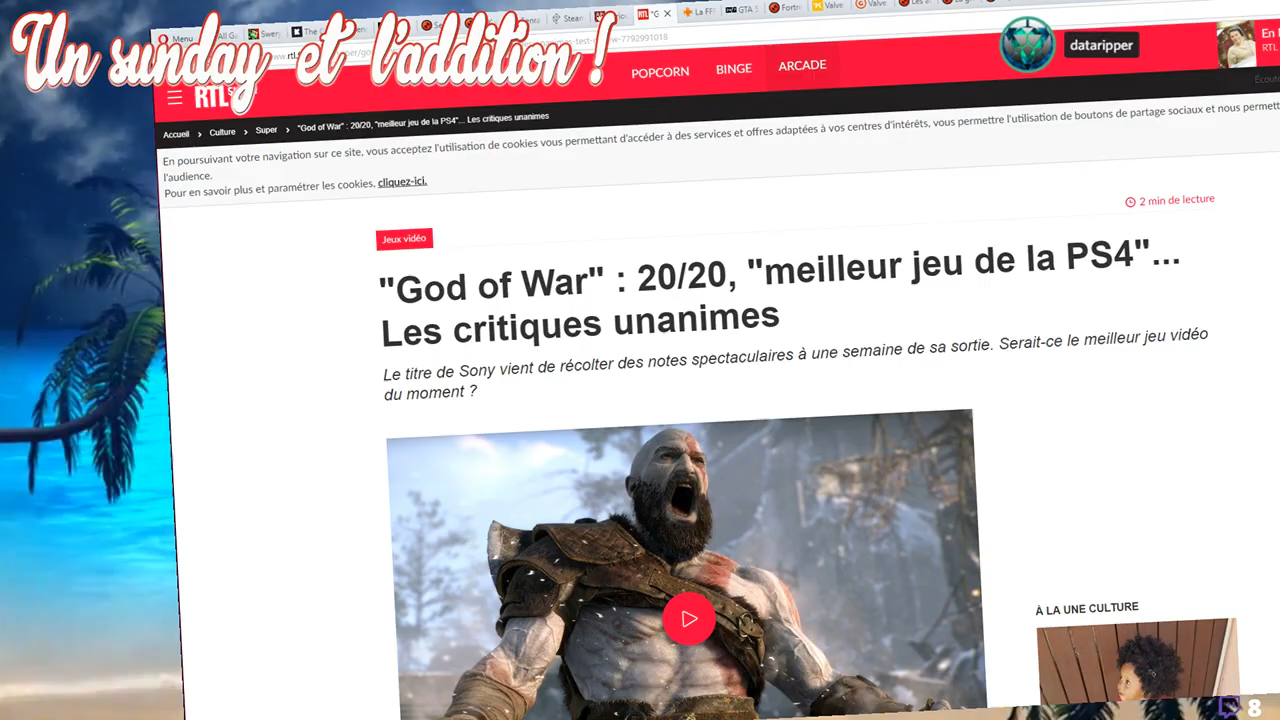 Un sunday et l'addition !
Menu
GTA 5
Valve
Valve
dataripper
RTL
POPCORN
BINGE
ARCADE
RTL
Accueil > Culture > Super > "God of War" : 20/20, "meilleur jeu de la PS4"... Les critiques unanimes
En poursuivant votre navigation sur ce site, vous acceptez l'utilisation de cookies vous permettant d'accéder à des services et offres adaptées à vos centres d'intérêts, vous permettre l'utilisation de boutons de partage sociaux et nous
l'audience.
Pour en savoir plus et paramétrer les cookies, cliquez-ici.
2 min de lecture
Jeux vidéo
"God of War" : 20/20, "meilleur jeu de la PS4"...
Les critiques unanimes
Le titre de Sony vient de récolter des notes spectaculaires à une semaine de sa sortie. Serait-ce le meilleur jeu vidéo
du moment ?
À LA UNE CULTURE
8